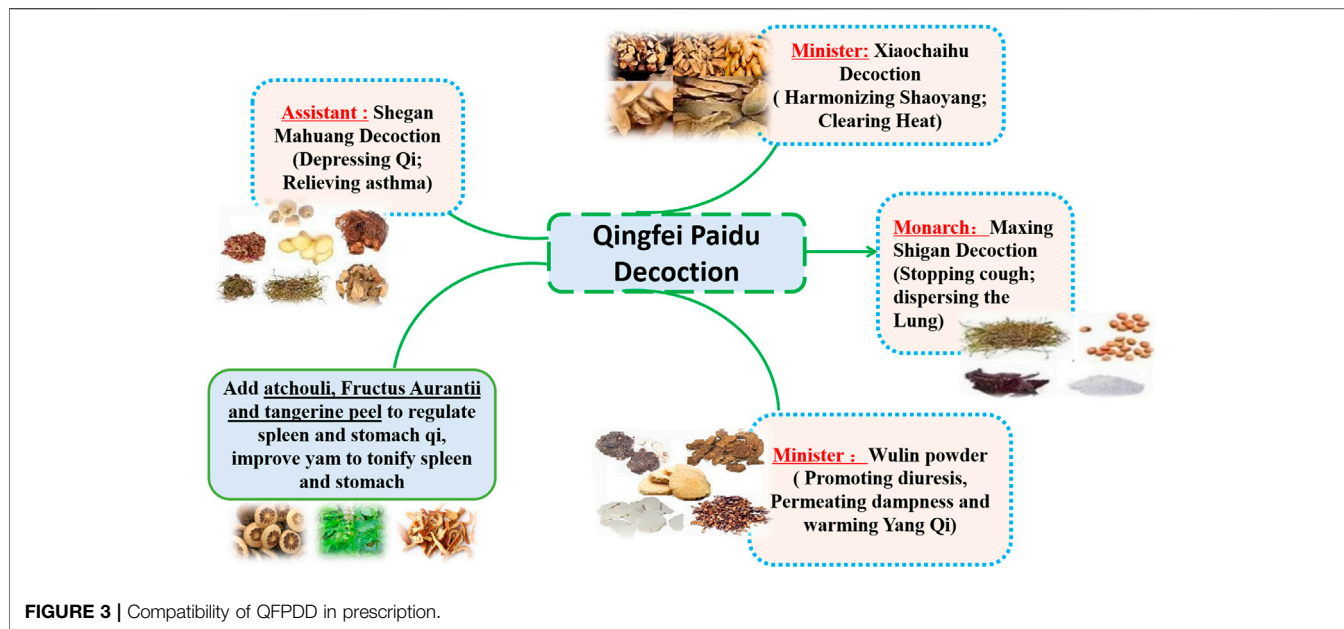 Minister: Xiaochaihu
Decoction
( Harmonizing Shaoyang;
Clearing Heat)
Assistant : Shegan
Mahuang Decoction
(Depressing Qi;
Relieving asthma)
Qingfei Paidu
Decoction
Monarch： Maxing
Shigan Decoction
(Stopping cough;
dispersing the
Lung)
Add atchouli, Fructus Aurantii
and tangerine peel to regulate
spleen and stomach qi,
improve yam to tonify spleen
and stomach
Minister： Wulin powder
( Promoting diuresis,
Permeating dampness and
warming Yang Qi)
FIGURE 3 | Compatibility of QFPDD in prescription.